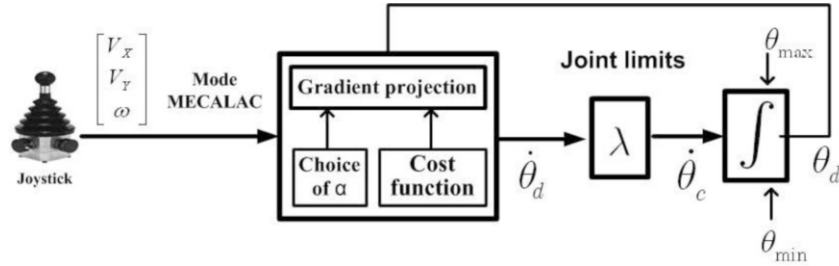 V_X
V_Y
ω
Joystick
Mode
MECALAC
Gradient projection
Choice
of α
Cost
function
θ̇_d
Joint limits
λ
θ̇_c
θ_max
∫
θ_min
θ_d